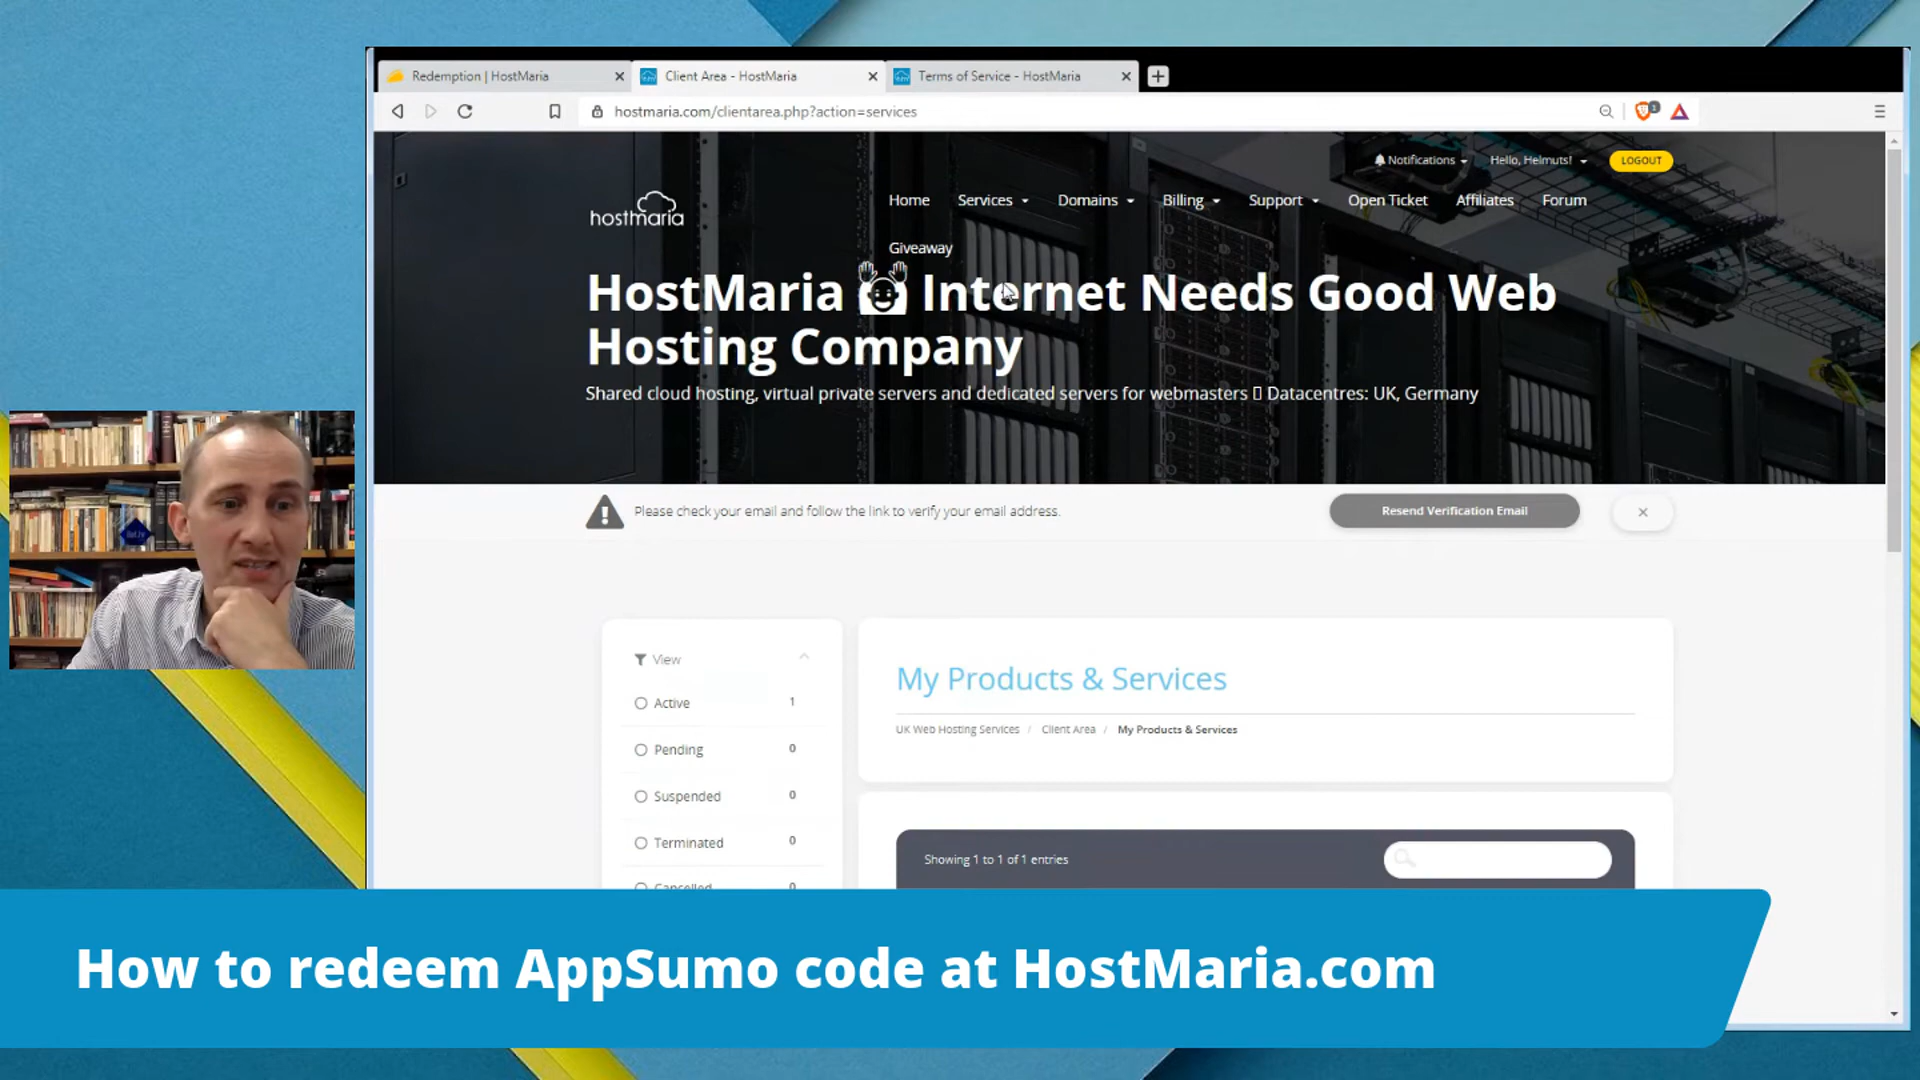 Redemption | HostMaria
Client Area - HostMaria
Terms of Service - HostMaria
hostmaria.com/clientarea.php?action=services
1
Notifications
Hello, Helmuts!
LOGOUT
hostmaria
Home
Services
Domains
Billing
Support
Open Ticket
Affiliates
Forum
Giveaway
HostMaria 🙌 Internet Needs Good Web
Hosting Company
Shared cloud hosting, virtual private servers and dedicated servers for webmasters ▯ Datacentres: UK, Germany
Please check your email and follow the link to verify your email address.
Resend Verification Email
View
Active 1
Pending 0
Suspended 0
Terminated 0
Cancelled 0
My Products & Services
UK Web Hosting Services / Client Area / My Products & Services
Showing 1 to 1 of 1 entries
How to redeem AppSumo code at HostMaria.com